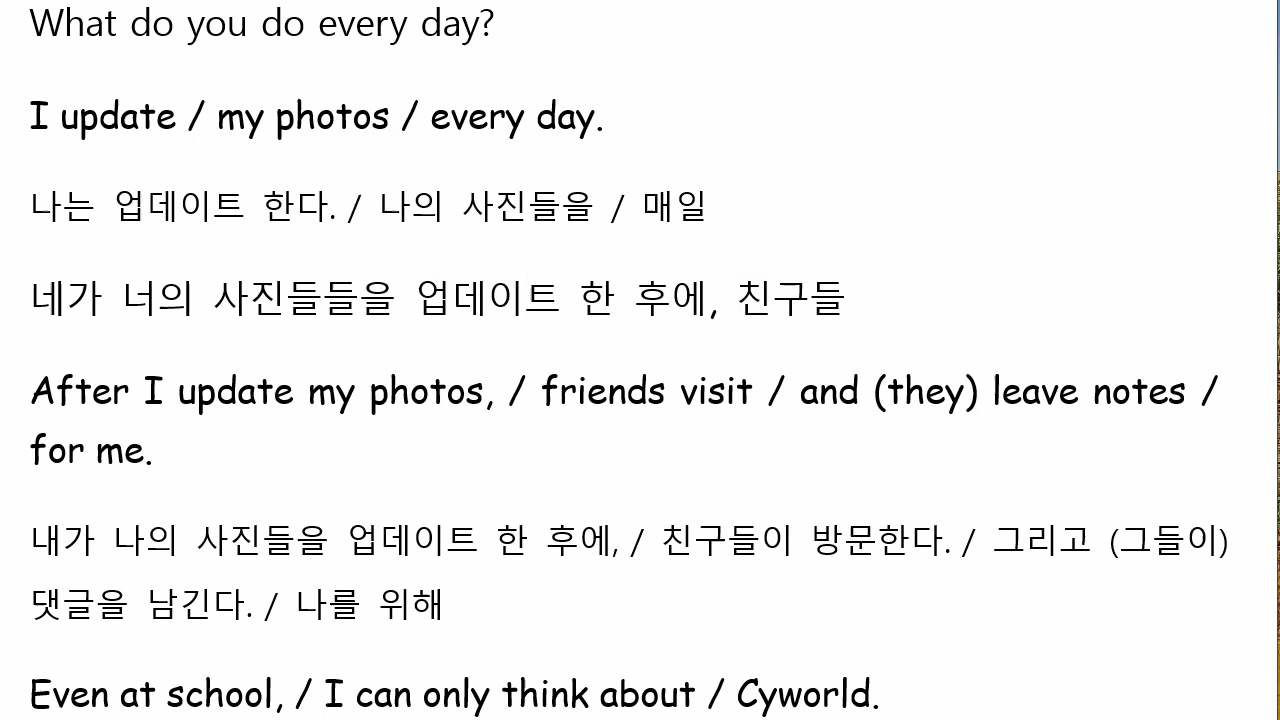 What do you do every day?
I update / my photos / every day.
나는 업데이트 한다. / 나의 사진들을 / 매일
네가 너의 사진들들을 업데이트 한 후에, 친구들
After I update my photos, / friends visit / and (they) leave notes /
for me.
내가 나의 사진들을 업데이트 한 후에, / 친구들이 방문한다. / 그리고 (그들이)
댓글을 남긴다. / 나를 위해
Even at school, / I can only think about / Cyworld.